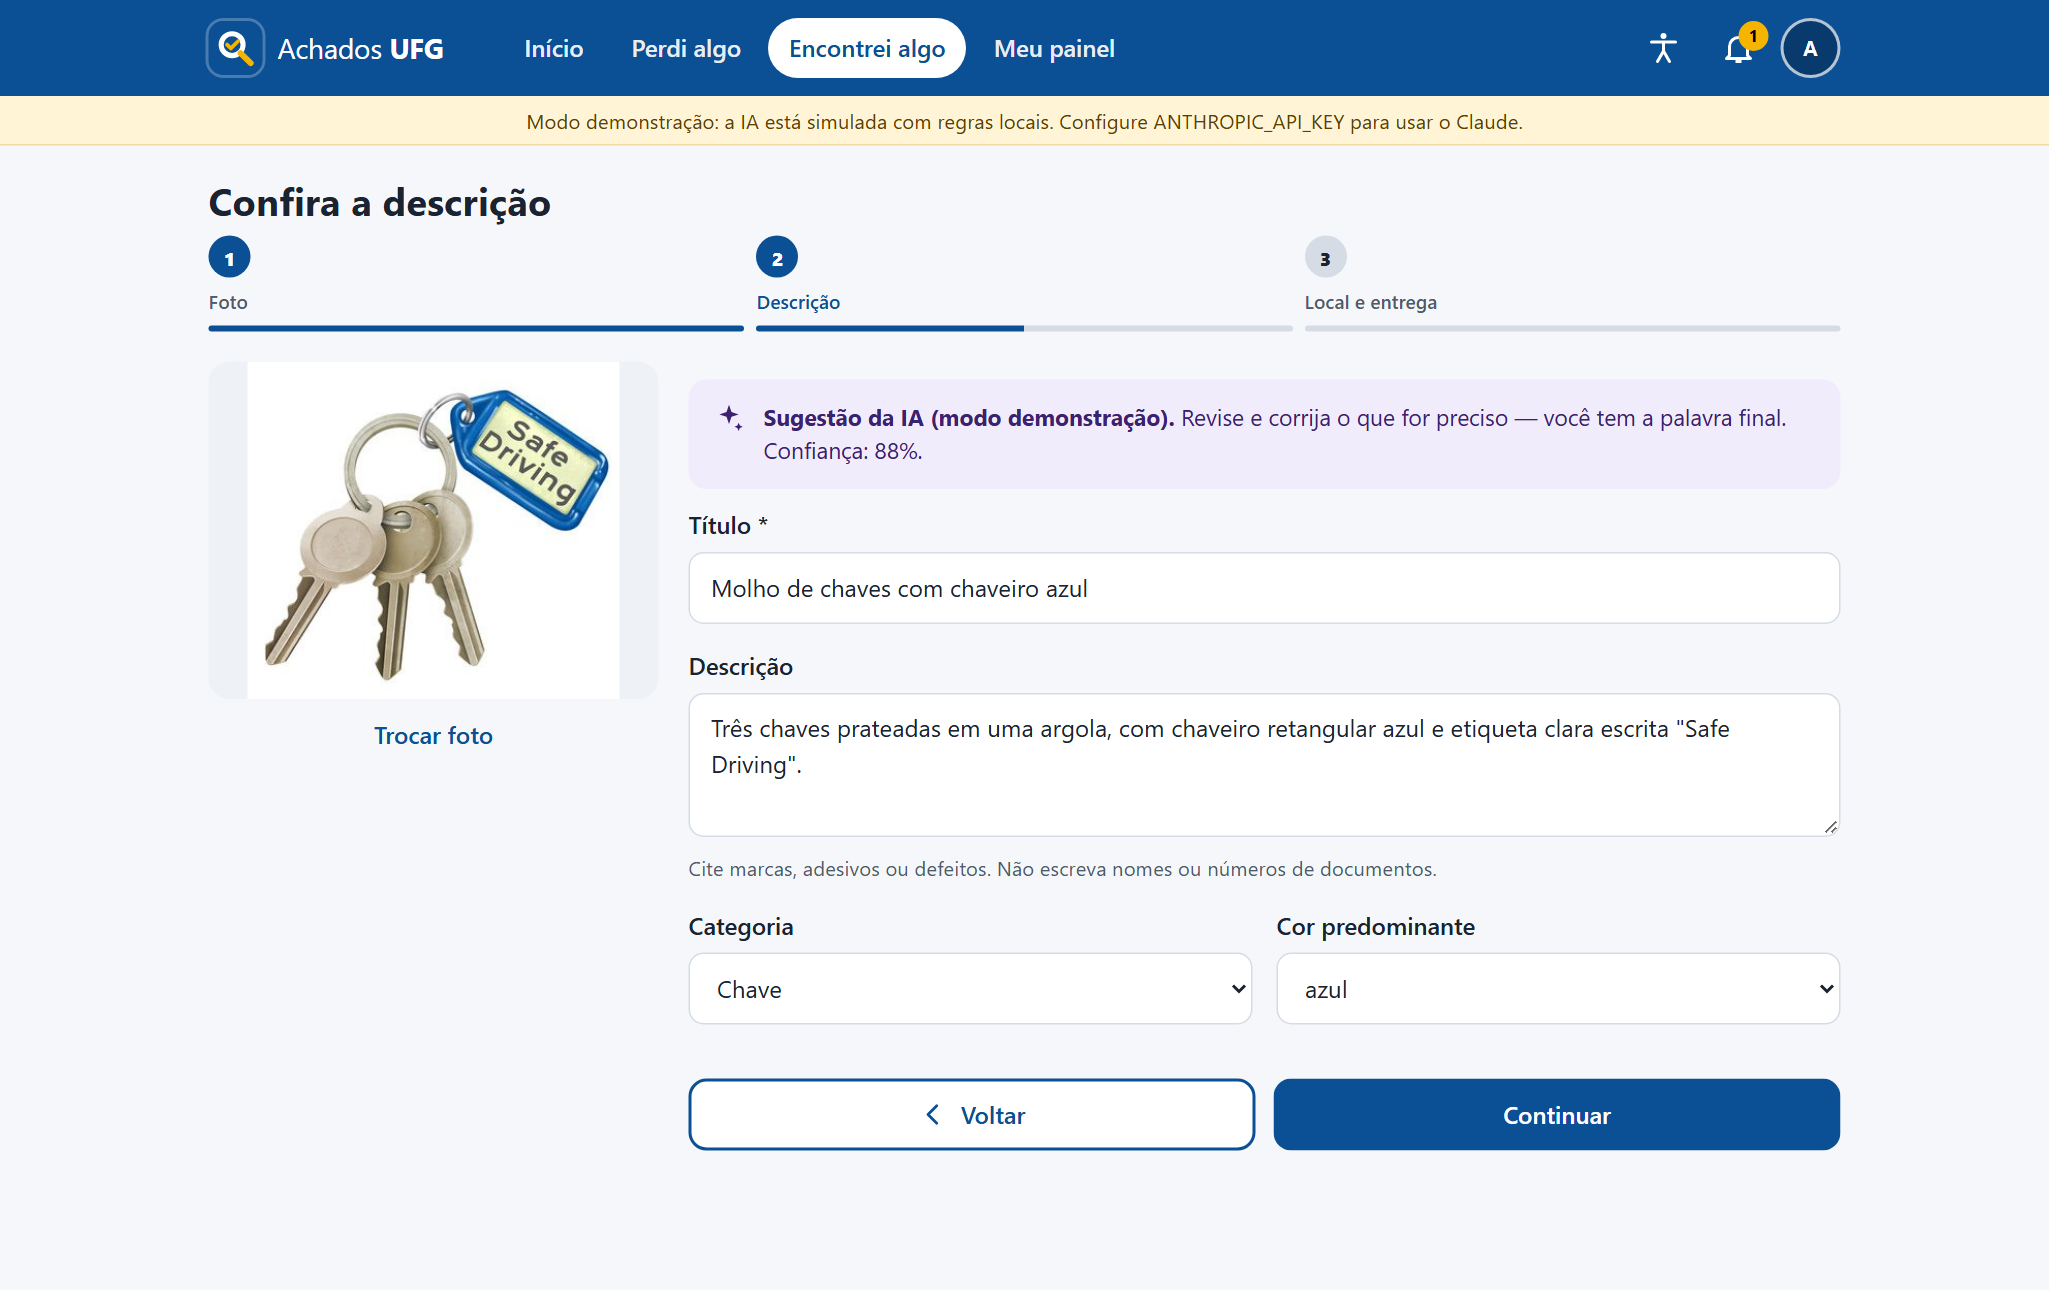 Achados UFG
Início
Perdi algo
Encontrei algo
Meu painel
1
A
Modo demonstração: a IA está simulada com regras locais. Configure ANTHROPIC_API_KEY para usar o Claude.
Confira a descrição
1
Foto
2
Descrição
3
Local e entrega
Safe
Driving
Trocar foto
Sugestão da IA (modo demonstração). Revise e corrija o que for preciso — você tem a palavra final.
Confiança: 88%.
Título *
Molho de chaves com chaveiro azul
Descrição
Três chaves prateadas em uma argola, com chaveiro retangular azul e etiqueta clara escrita "Safe
Driving".
Cite marcas, adesivos ou defeitos. Não escreva nomes ou números de documentos.
Categoria
Chave
Cor predominante
azul
Voltar
Continuar